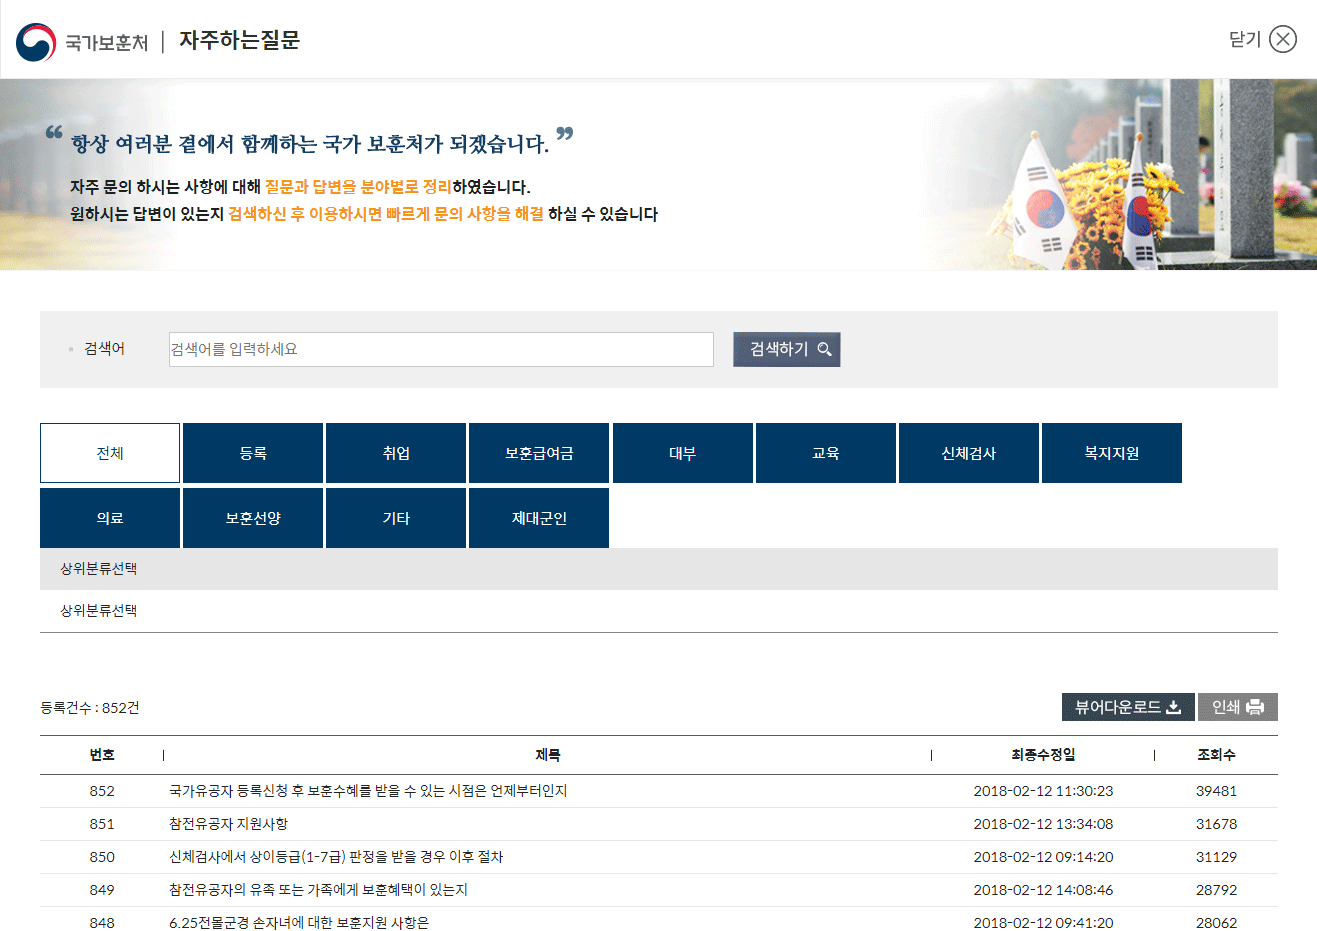 국가보훈처 | 자주하는질문
닫기
“ 항상 여러분 곁에서 함께하는 국가 보훈처가 되겠습니다. ”
자주 문의 하시는 사항에 대해 질문과 답변을 분야별로 정리하였습니다.
원하시는 답변이 있는지 검색하신 후 이용하시면 빠르게 문의 사항을 해결 하실 수 있습니다
검색어 검색어를 입력하세요 검색하기
전체 등록 취업 보훈급여금 대부 교육 신체검사 복지지원
의료 보훈선양 기타 제대군인
상위분류선택
상위분류선택
등록건수 : 852건 뷰어다운로드 인쇄
번호 제목 최종수정일 조회수
852 국가유공자 등록신청 후 보훈수혜를 받을 수 있는 시점은 언제부터인지 2018-02-12 11:30:23 39481
851 참전유공자 지원사항 2018-02-12 13:34:08 31678
850 신체검사에서 상이등급(1-7급) 판정을 받을 경우 이후 절차 2018-02-12 09:14:20 31129
849 참전유공자의 유족 또는 가족에게 보훈혜택이 있는지 2018-02-12 14:08:46 28792
848 6.25전몰군경 손자녀에 대한 보훈지원 사항은 2018-02-12 09:41:20 28062